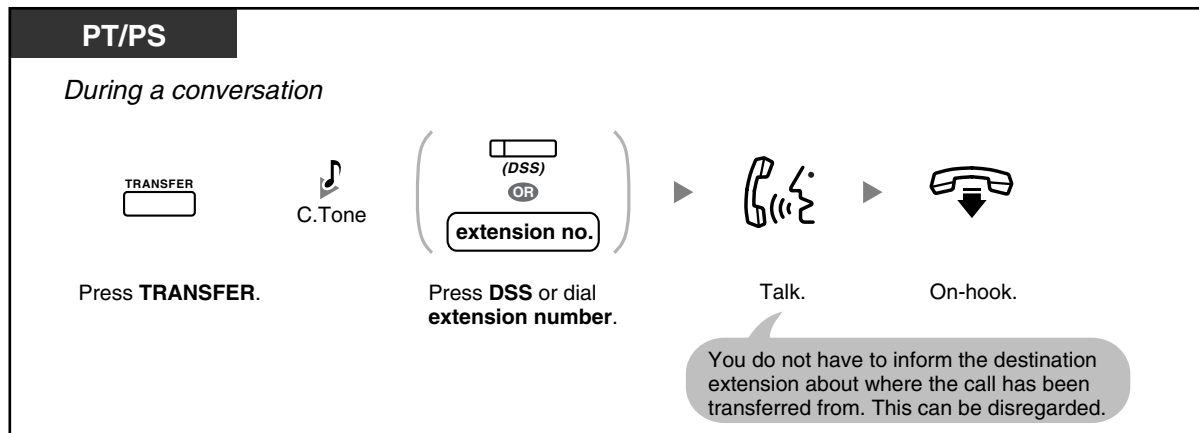 PT/PS
During a conversation
TRANSFER
C.Tone
(DSS)
OR
extension no.
Press TRANSFER.
Press DSS or dial
extension number.
Talk.
On-hook.
You do not have to inform the destination
extension about where the call has been
transferred from. This can be disregarded.